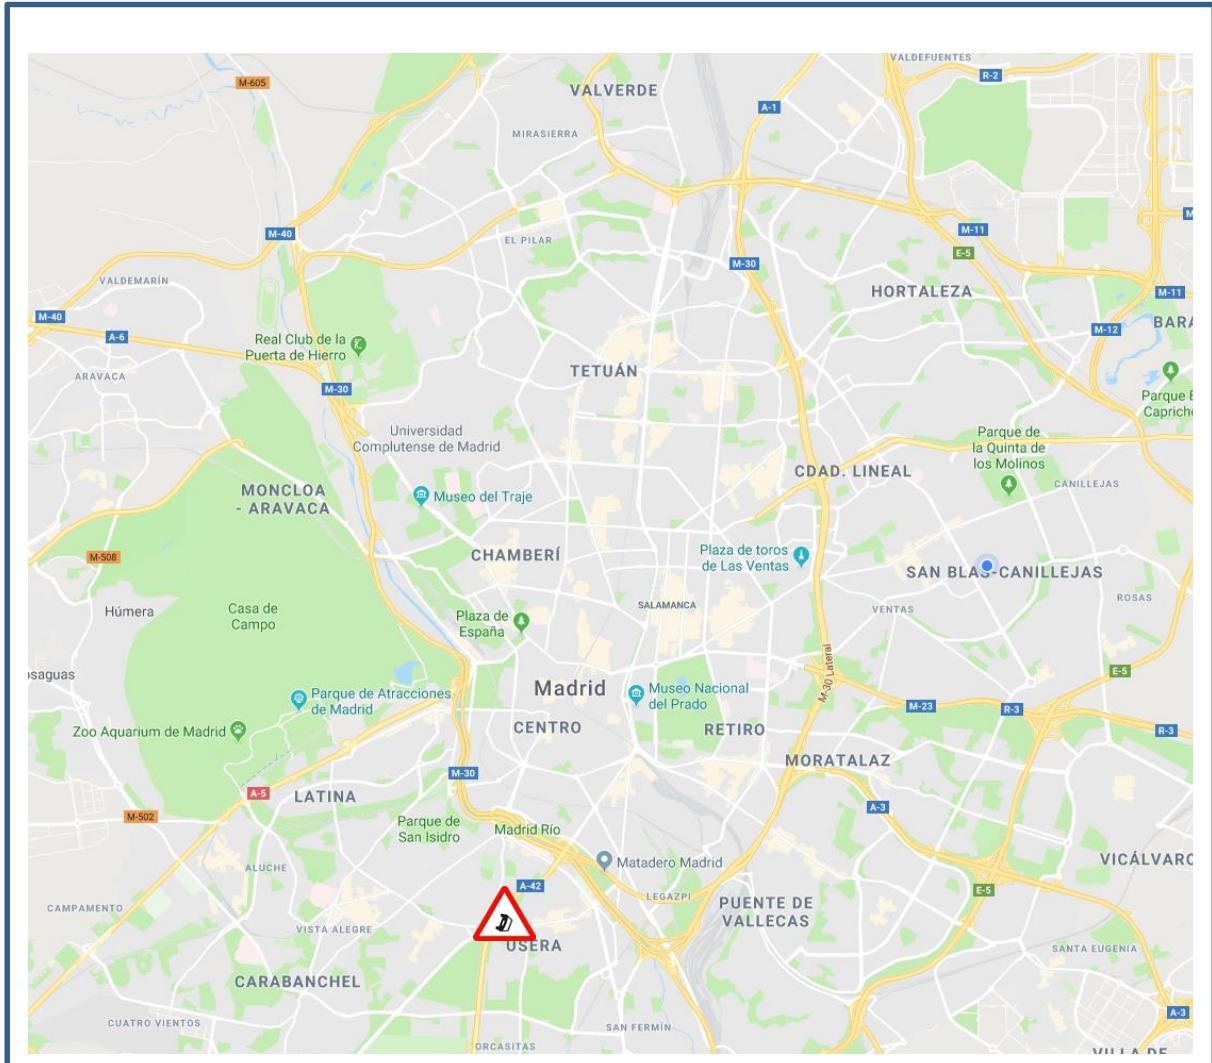 VALDEFUENTES
R-2
M-605
VALVERDE
A-1
MIRASIERRA
M
M-40
EL PILAR
M-11
E-5
M-30
VALDEMARÍN
HORTALEZA
M-11
M-40
A-6
Real Club de la
Puerta de Hierro
M-12
BARA
TETUÁN
ARAVACA
M-30
Parque E
Capricho
Universidad
Complutense de Madrid
Parque de
la Quinta de
los Molinos
CDAD. LINEAL
CANILLEJAS
MONCLOA
- ARAVACA
Museo del Traje
M-508
CHAMBERÍ
Plaza de toros
de Las Ventas
SAN BLAS-CANILLEJAS
ROSAS
Húmera
Casa de
Campo
Plaza de
España
SALAMANCA
VENTAS
M-30 Lateral
osaguas
E-5
Madrid
Parque de Atracciones
de Madrid
Museo Nacional
del Prado
M-23
R-3
Zoo Aquarium de Madrid
CENTRO
RETIRO
R-3
MORATALAZ
M-30
A-5
LATINA
A-3
M-502
Parque de
San Isidro
Madrid Río
VICÁLVARO
ALUCHE
Matadero Madrid
A-42
LEGAZPI
E-5
PUENTE DE
VALLECAS
CAMPAMENTO
VISTA ALEGRE
USERA
SANTA EUGENIA
CARABANCHEL
A-3
CUATRO VIENTOS
SAN FERMÍN
ORCASITAS
VILLA DE